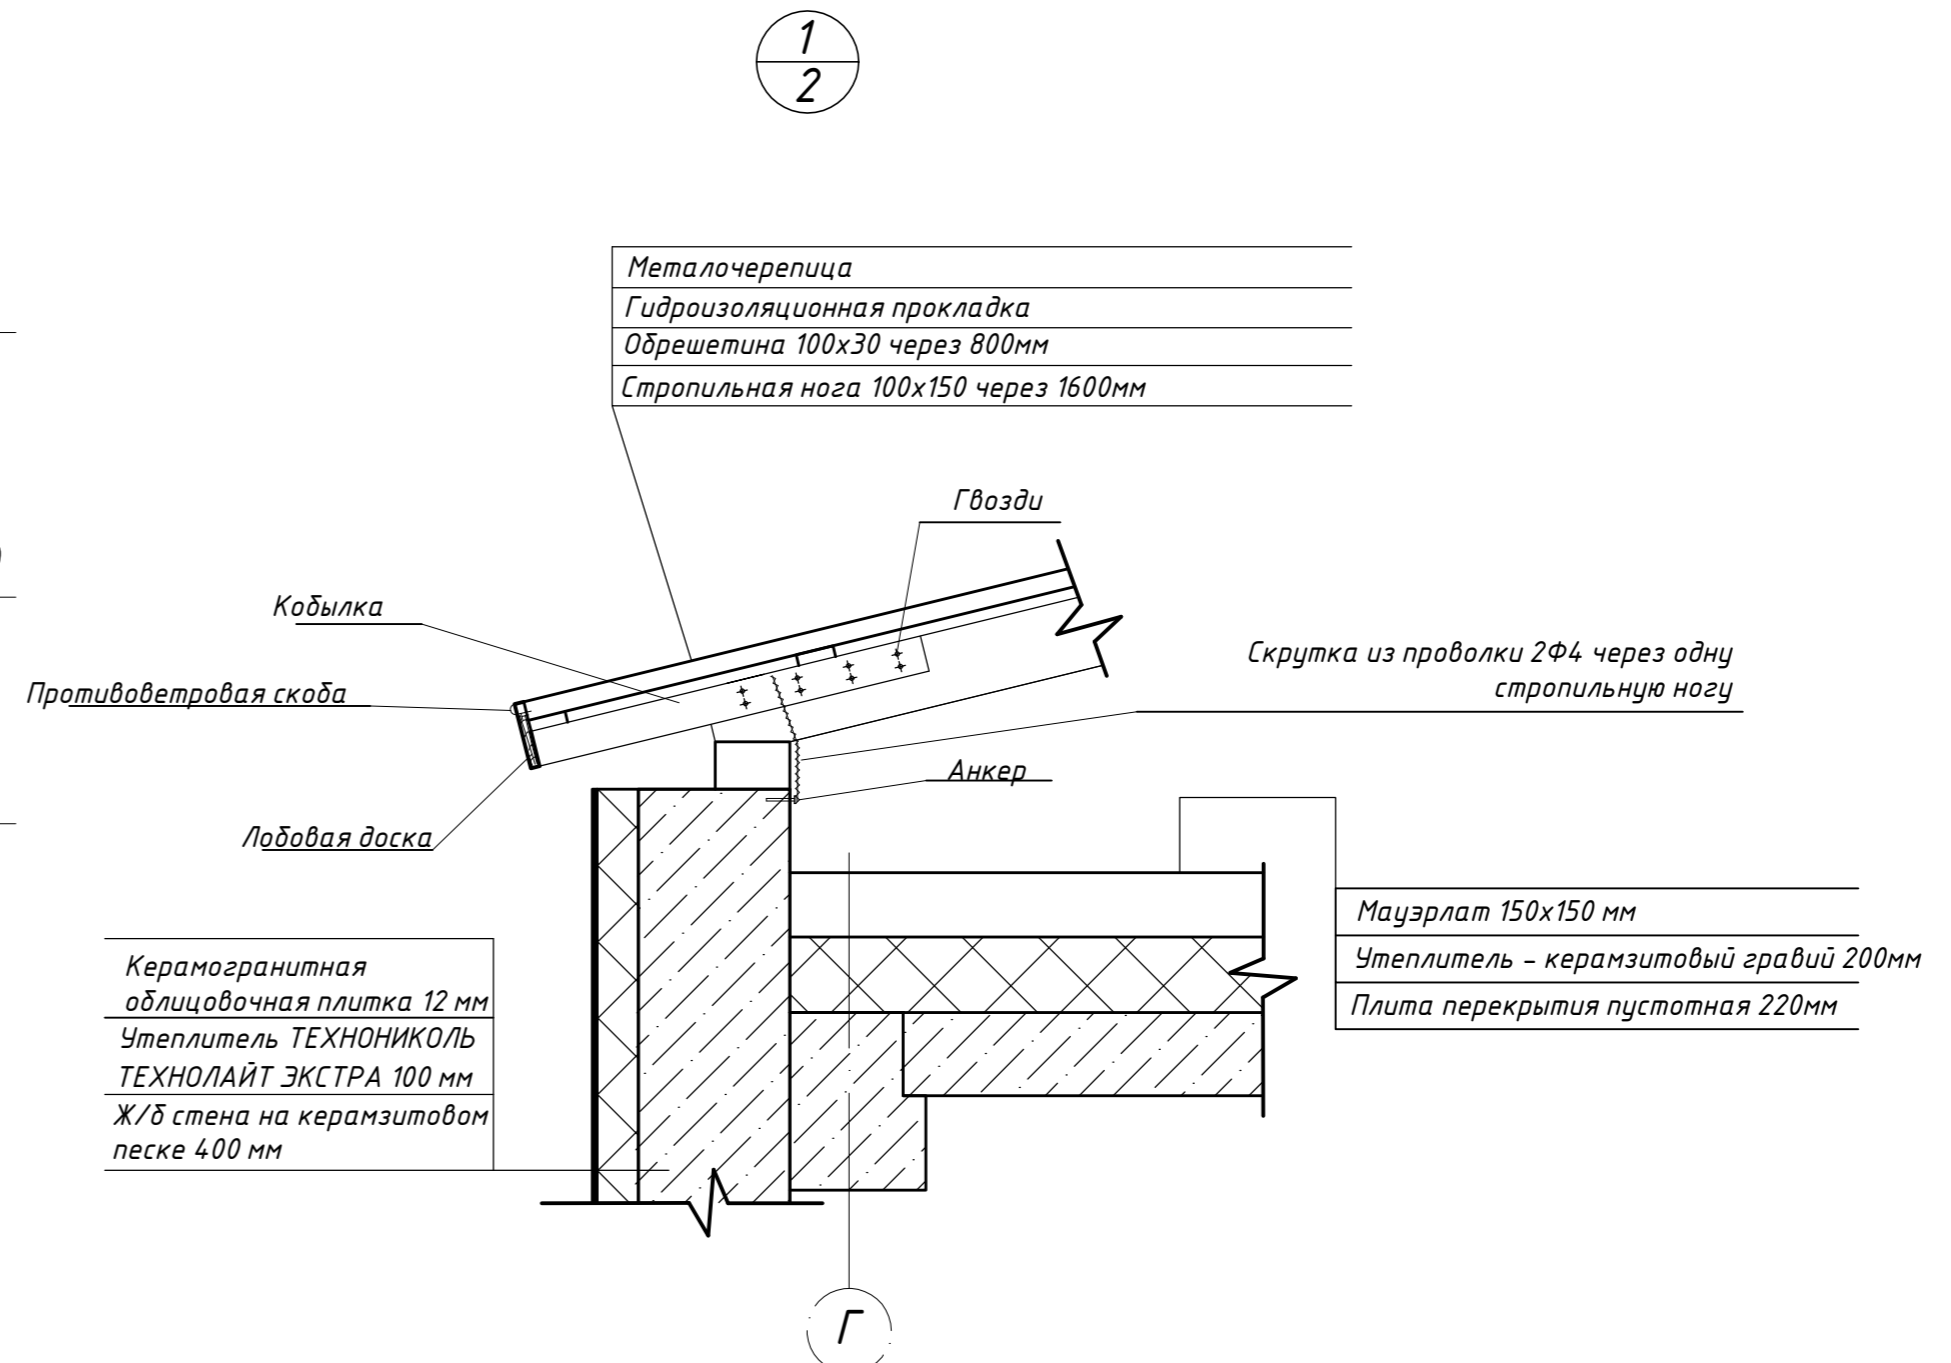 1
2
Металочерепица
Гидроизоляционная прокладка
Обрешетина 100х30 через 800мм
Стропильная нога 100х150 через 1600мм
Гвозди
Кобылка
Скрутка из проволки 2Ф4 через одну
стропильную ногу
Противоветровая скоба
Анкер
Лобовая доска
Мауэрлат 150х150 мм
Утеплитель - керамзитовый гравий 200мм
Плита перекрытия пустотная 220мм
Керамогранитная
облицовочная плитка 12 мм
Утеплитель ТЕХНОНИКОЛЬ
ТЕХНОЛАЙТ ЭКСТРА 100 мм
Ж/б стена на керамзитовом
песке 400 мм
Г